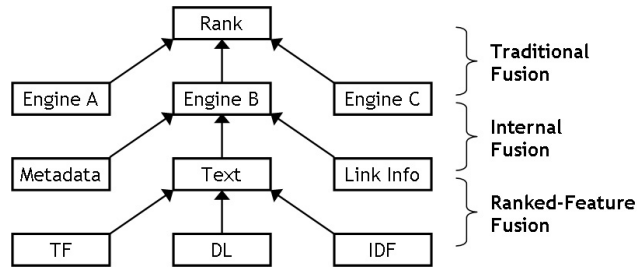 Rank
Traditional
Fusion
Engine A
Engine B
Engine C
Internal
Fusion
Metadata
Text
Link Info
Ranked-Feature
Fusion
TF
DL
IDF